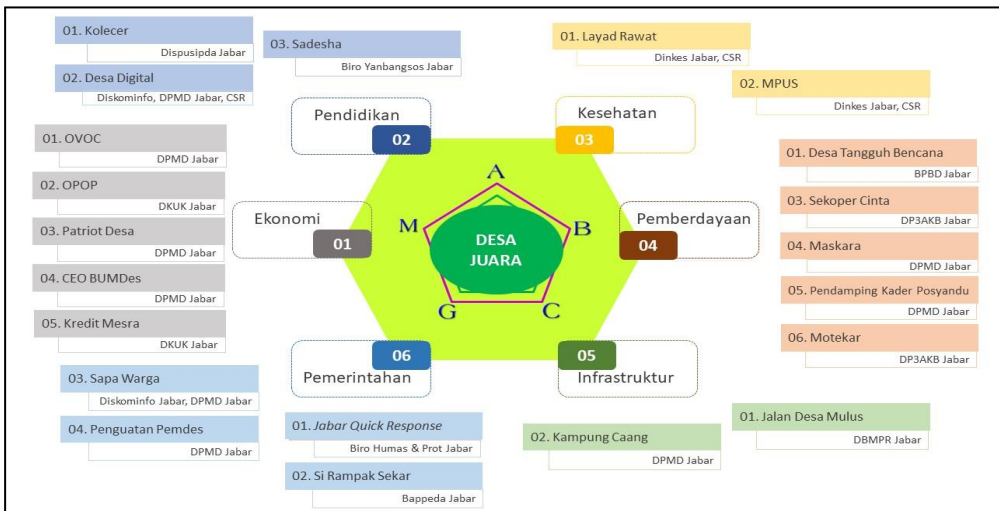 01. Kolecer
Dispusipda Jabar
02. Desa Digital
Diskominfo, DPMD Jabar, CSR
03. Sadesha
Biro Yanbangsos Jabar
Pendidikan
02
01. Layad Rawat
Dinkes Jabar, CSR
02. MPUS
Dinkes Jabar, CSR
Kesehatan
03
01. OVOC
DPMD Jabar
02. OPOP
DKUK Jabar
03. Patriot Desa
DPMD Jabar
04. CEO BUMDes
DPMD Jabar
05. Kredit Mesra
DKUK Jabar
Ekonomi
01
A
M
B
G
C
DESA
JUARA
Pemberdayaan
04
01. Desa Tangguh Bencana
BPBD Jabar
03. Sekoper Cinta
DP3AKB Jabar
04. Maskara
DPMD Jabar
05. Pendamping Kader Posyandu
DPMD Jabar
06. Motekar
DP3AKB Jabar
06
Pemerintahan
05
Infrastruktur
03. Sapa Warga
Diskominfo Jabar, DPMD Jabar
04. Penguatan Pemdes
DPMD Jabar
01. Jabar Quick Response
Biro Humas & Prot Jabar
02. Si Rampak Sekar
Bappeda Jabar
02. Kampung Caang
DPMD Jabar
01. Jalan Desa Mulus
DBMPR Jabar